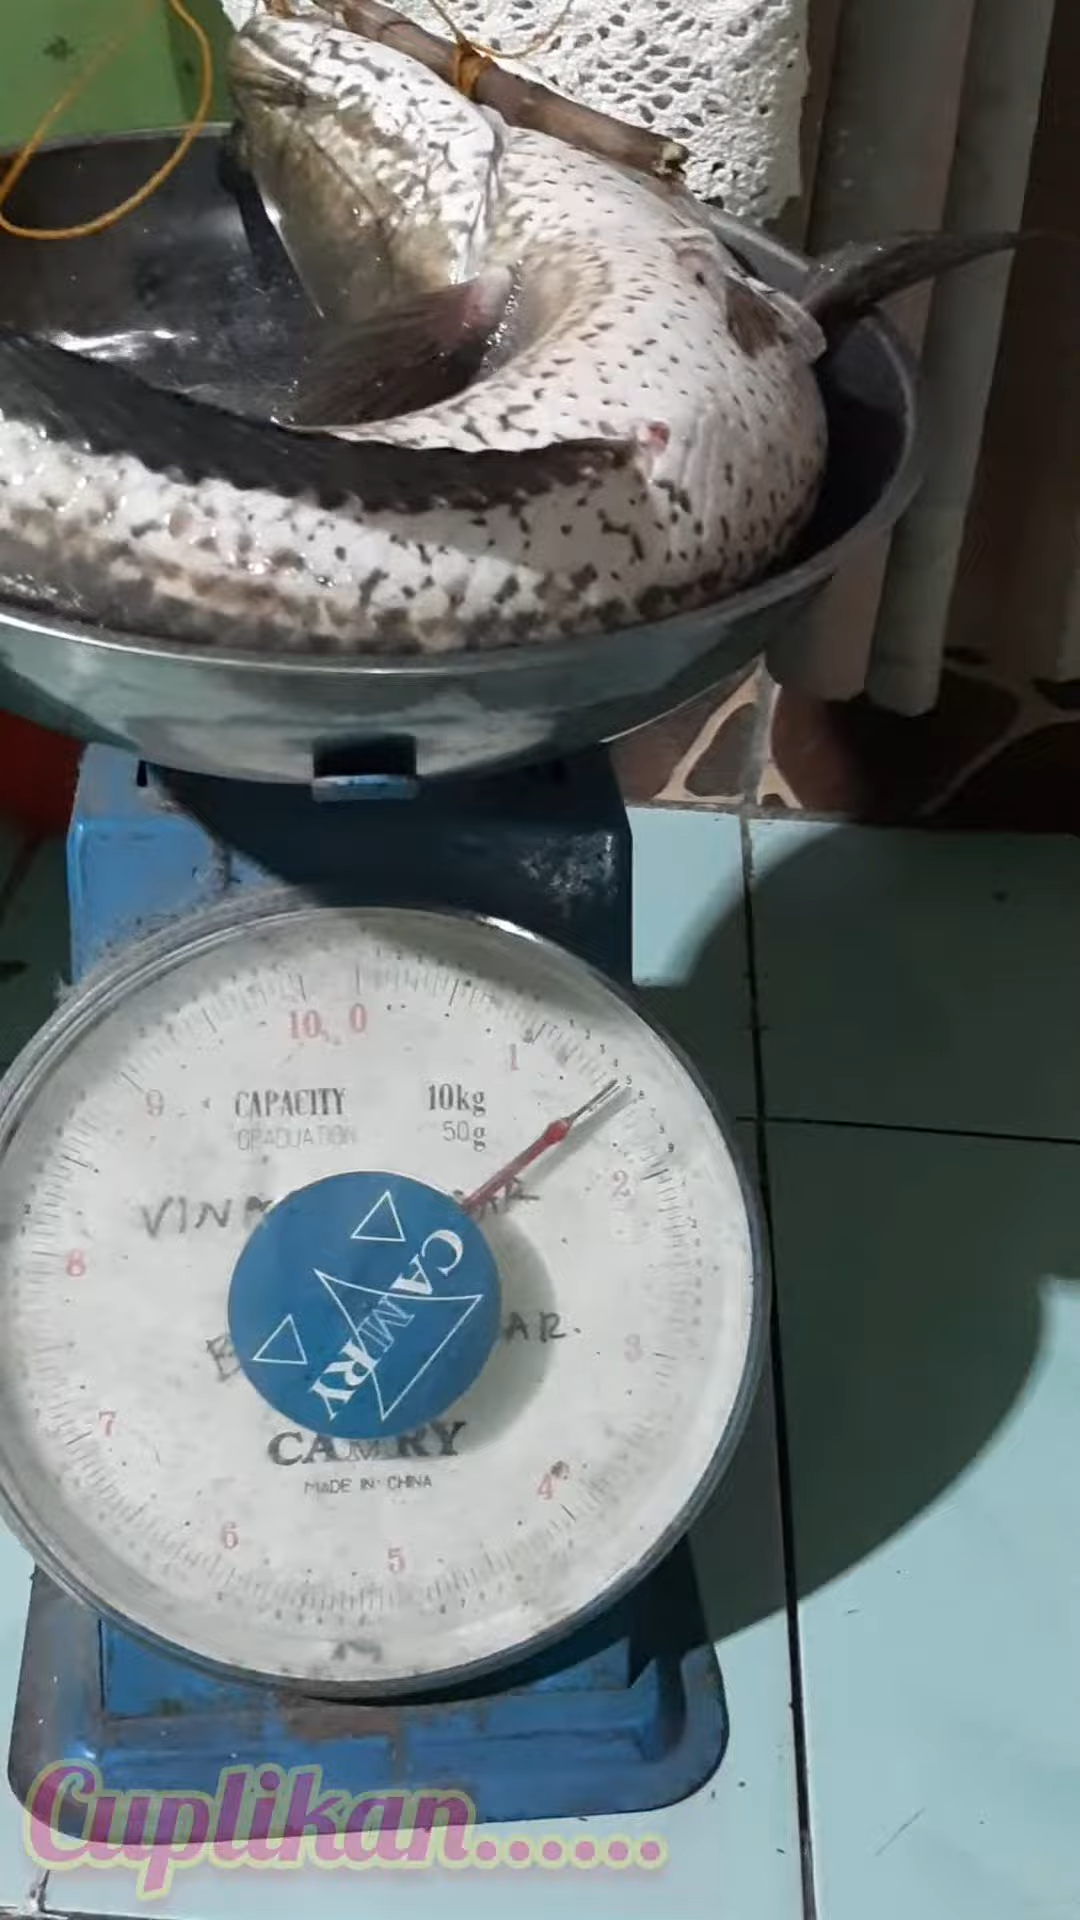 10 0
1
9
CAPACITY 10kg
GRADUATION 50g
2
8
CAMRY
3
AR.
7
4
CAMRY
MADE IN CHINA
6
5
Cuplikan......